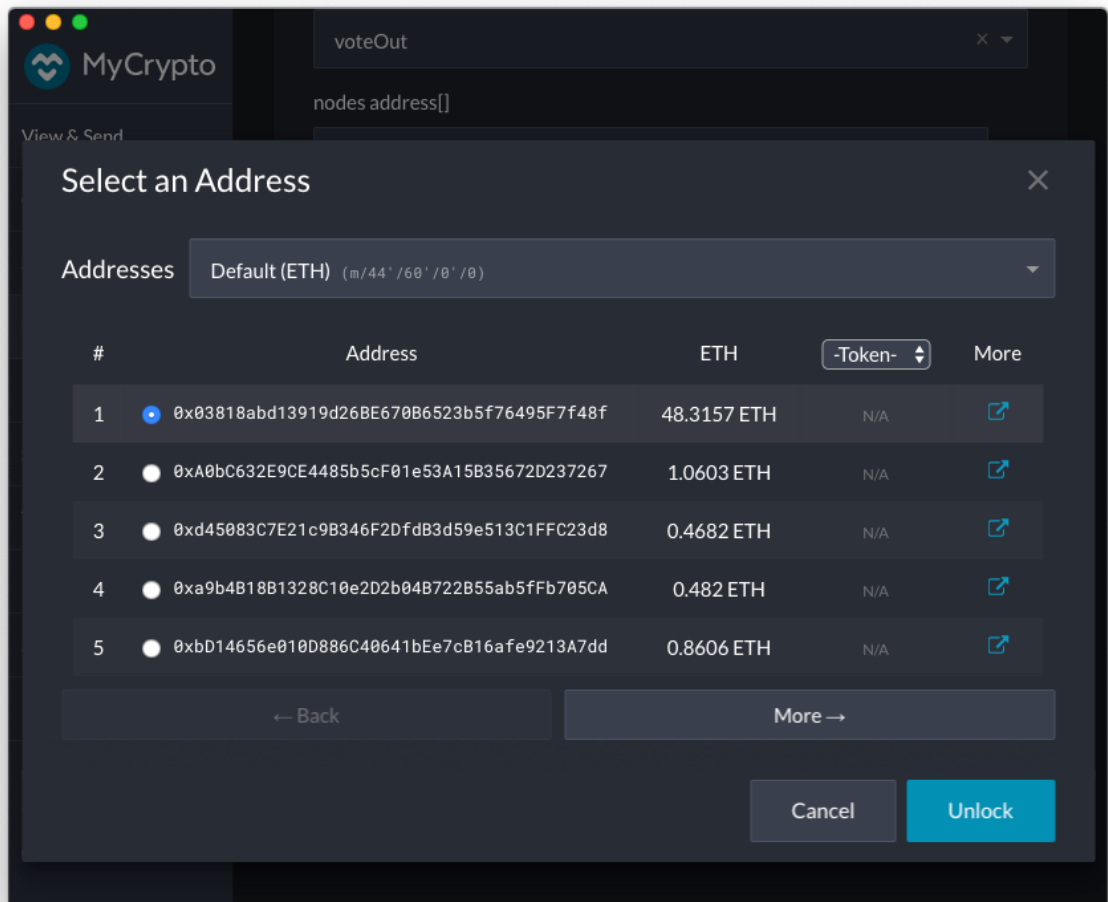 voteOut × 
MyCrypto
nodes address[]
View & Send
Select an Address ×
Addresses Default (ETH) (m/44'/60'/0'/0)
# Address ETH -Token- More
1 0x03818abd13919d26BE670B6523b5f76495F7f48f 48.3157 ETH N/A
2 0xA0bC632E9CE4485b5cF01e53A15B35672D237267 1.0603 ETH N/A
3 0xd45083C7E21c9B346F2DfdB3d59e513C1FFC23d8 0.4682 ETH N/A
4 0xa9b4B18B1328C10e2D2b04B722B55ab5fFb705CA 0.482 ETH N/A
5 0xbD14656e010D886C40641bEe7cB16afe9213A7dd 0.8606 ETH N/A
← Back More →
Cancel Unlock